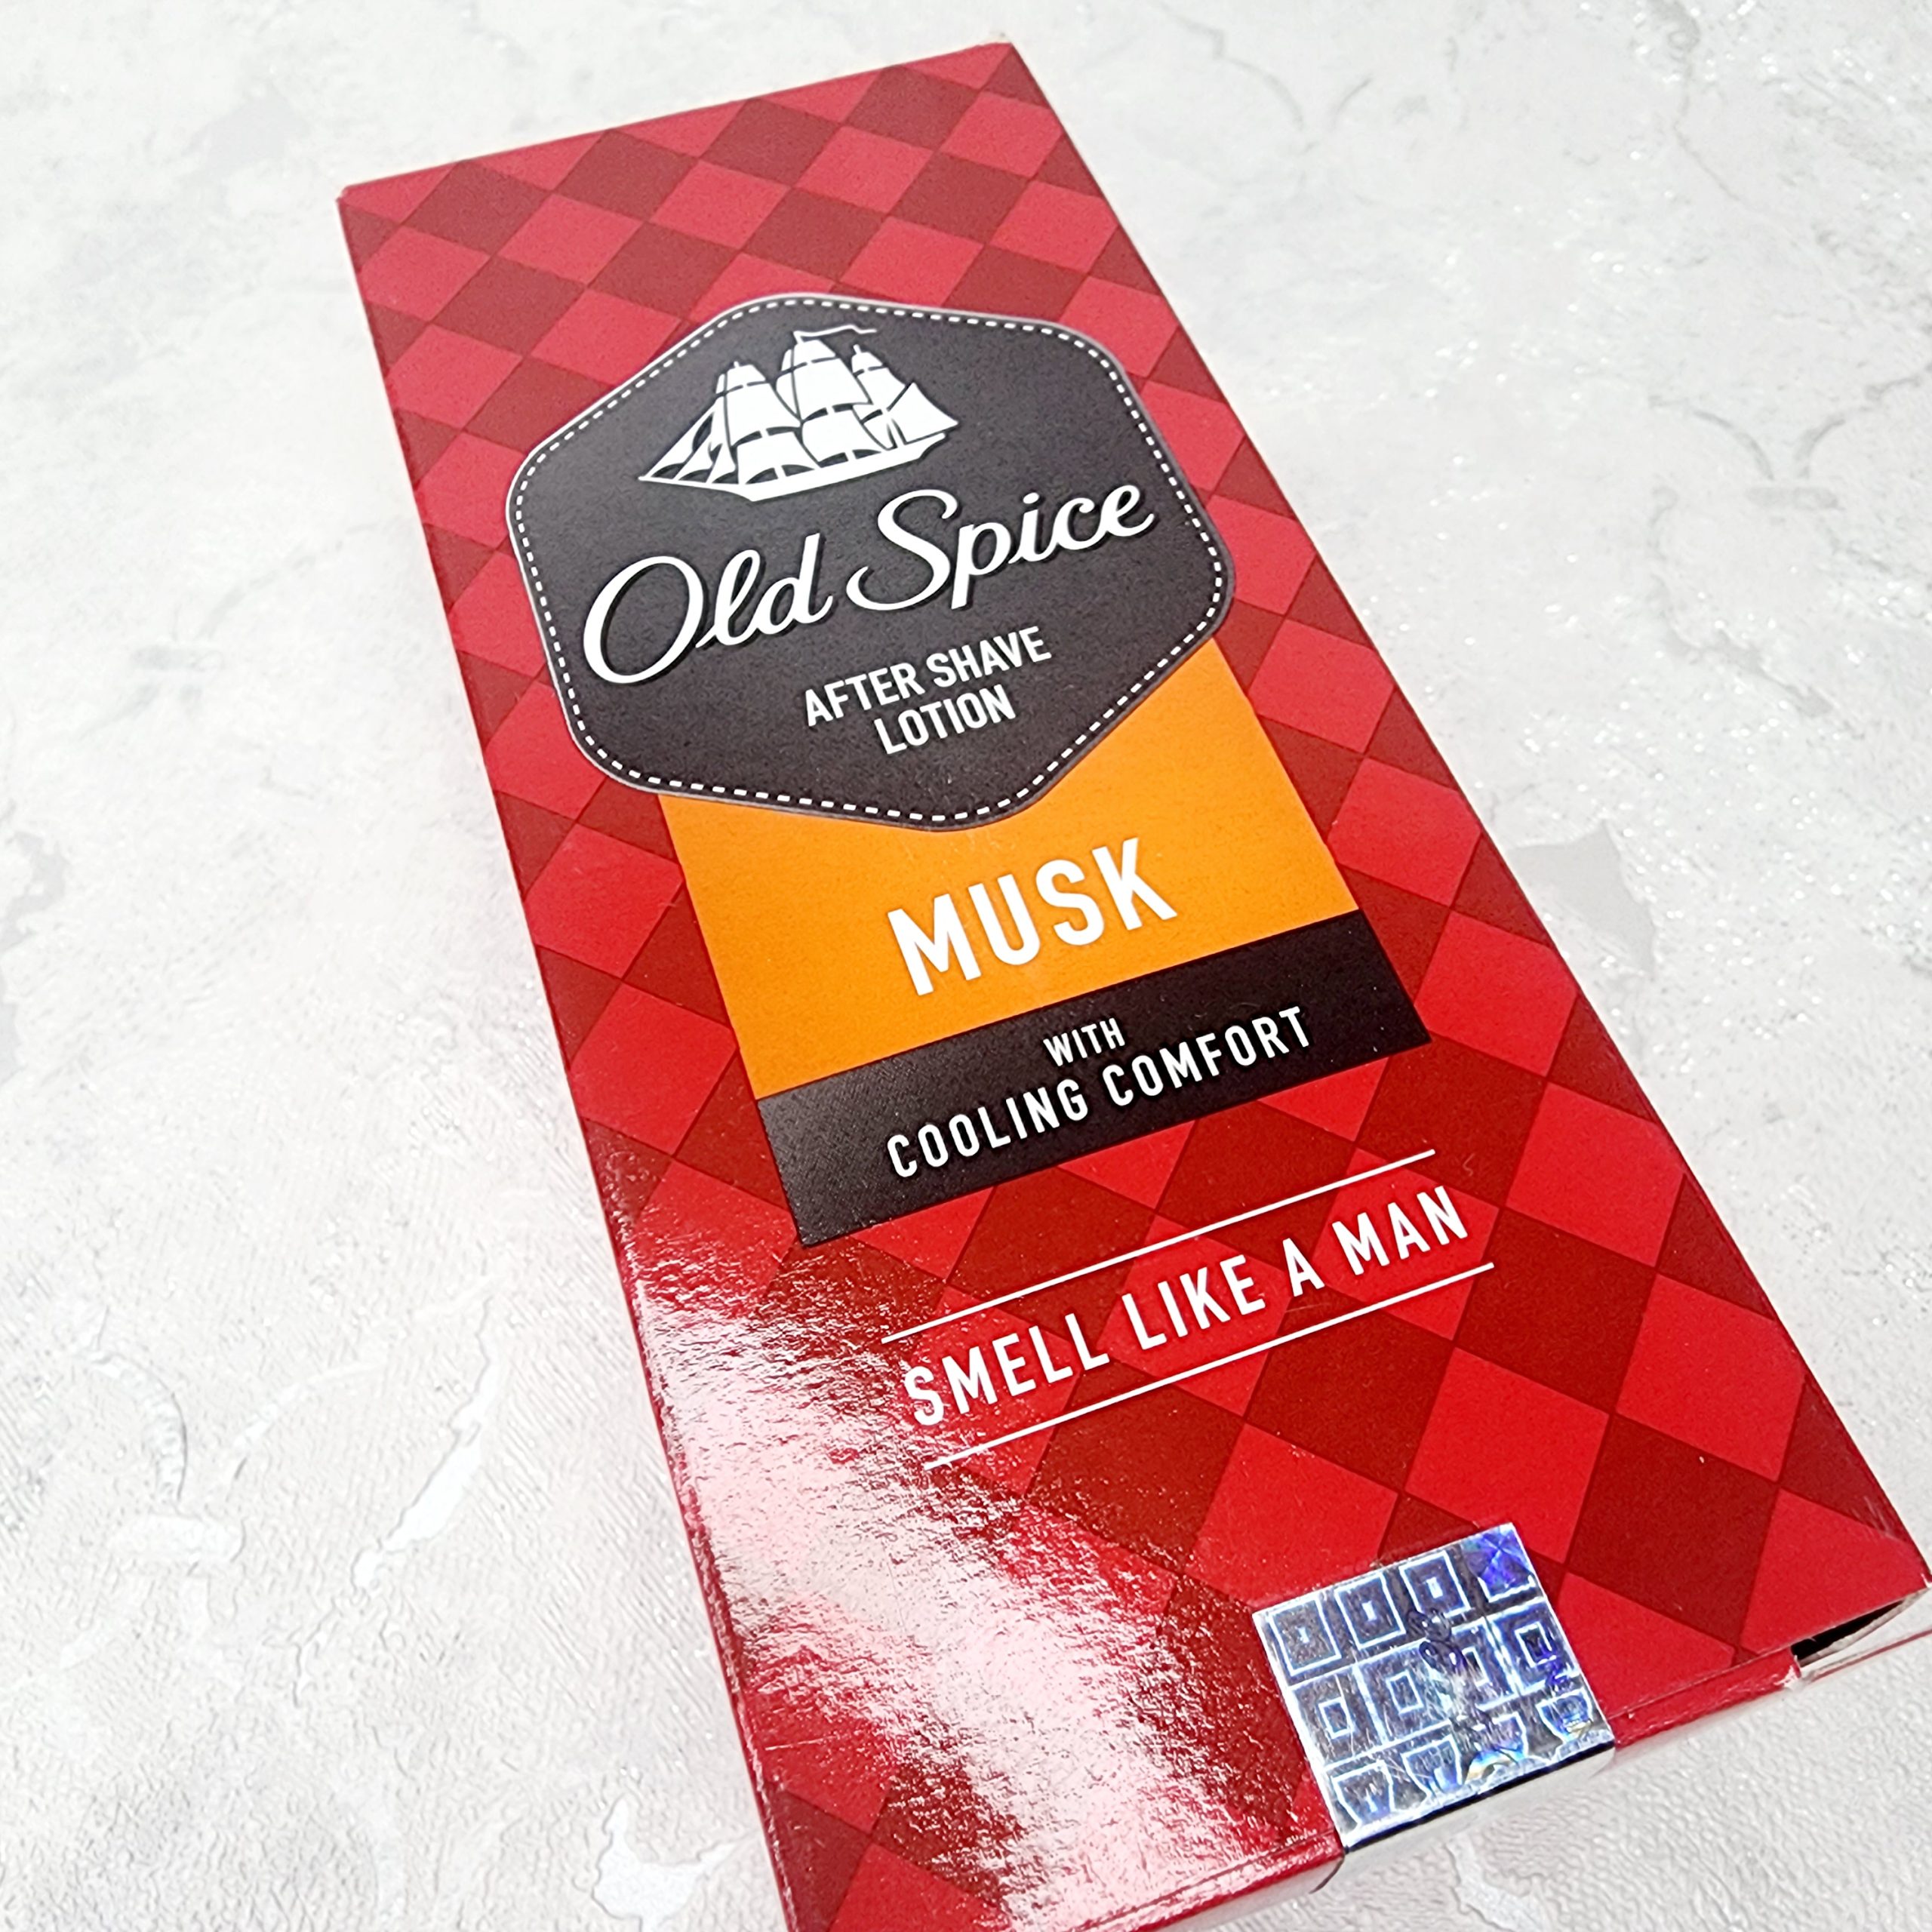 Old Spice
AFTER SHAVE
LOTION
MUSK
WITH
COOLING COMFORT
SMELL LIKE A MAN